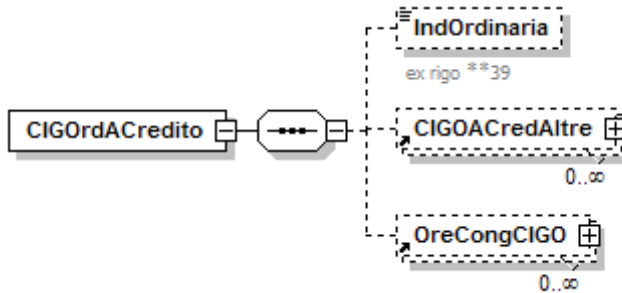 IndOrdinaria
ex rigo **39
CIGOrdACredito
CIGOACredAltre
0..∞
OreCongCIGO
0..∞